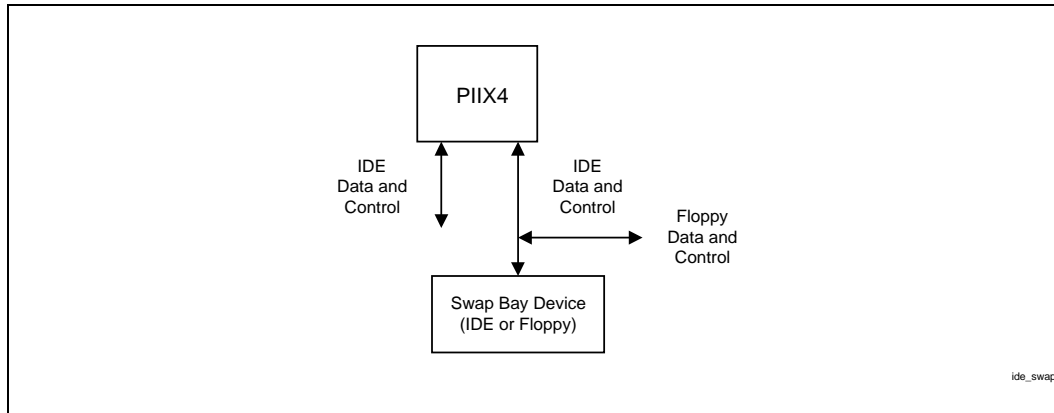 PIIX4
IDE
Data and
Control
IDE
Data and
Control
Floppy
Data and
Control
Swap Bay Device
(IDE or Floppy)
ide_swap